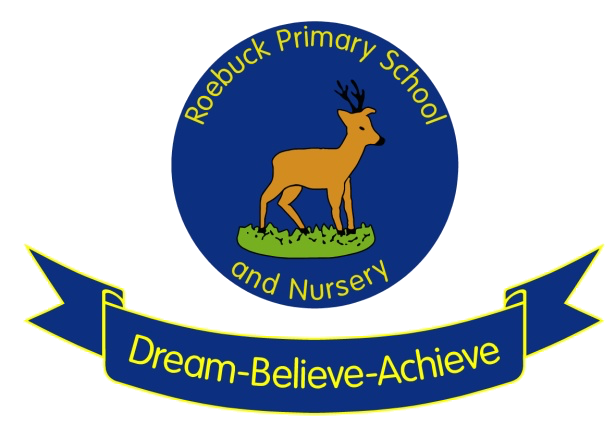 Roebuck Primary School
and Nursery
Dream-Believe-Achieve